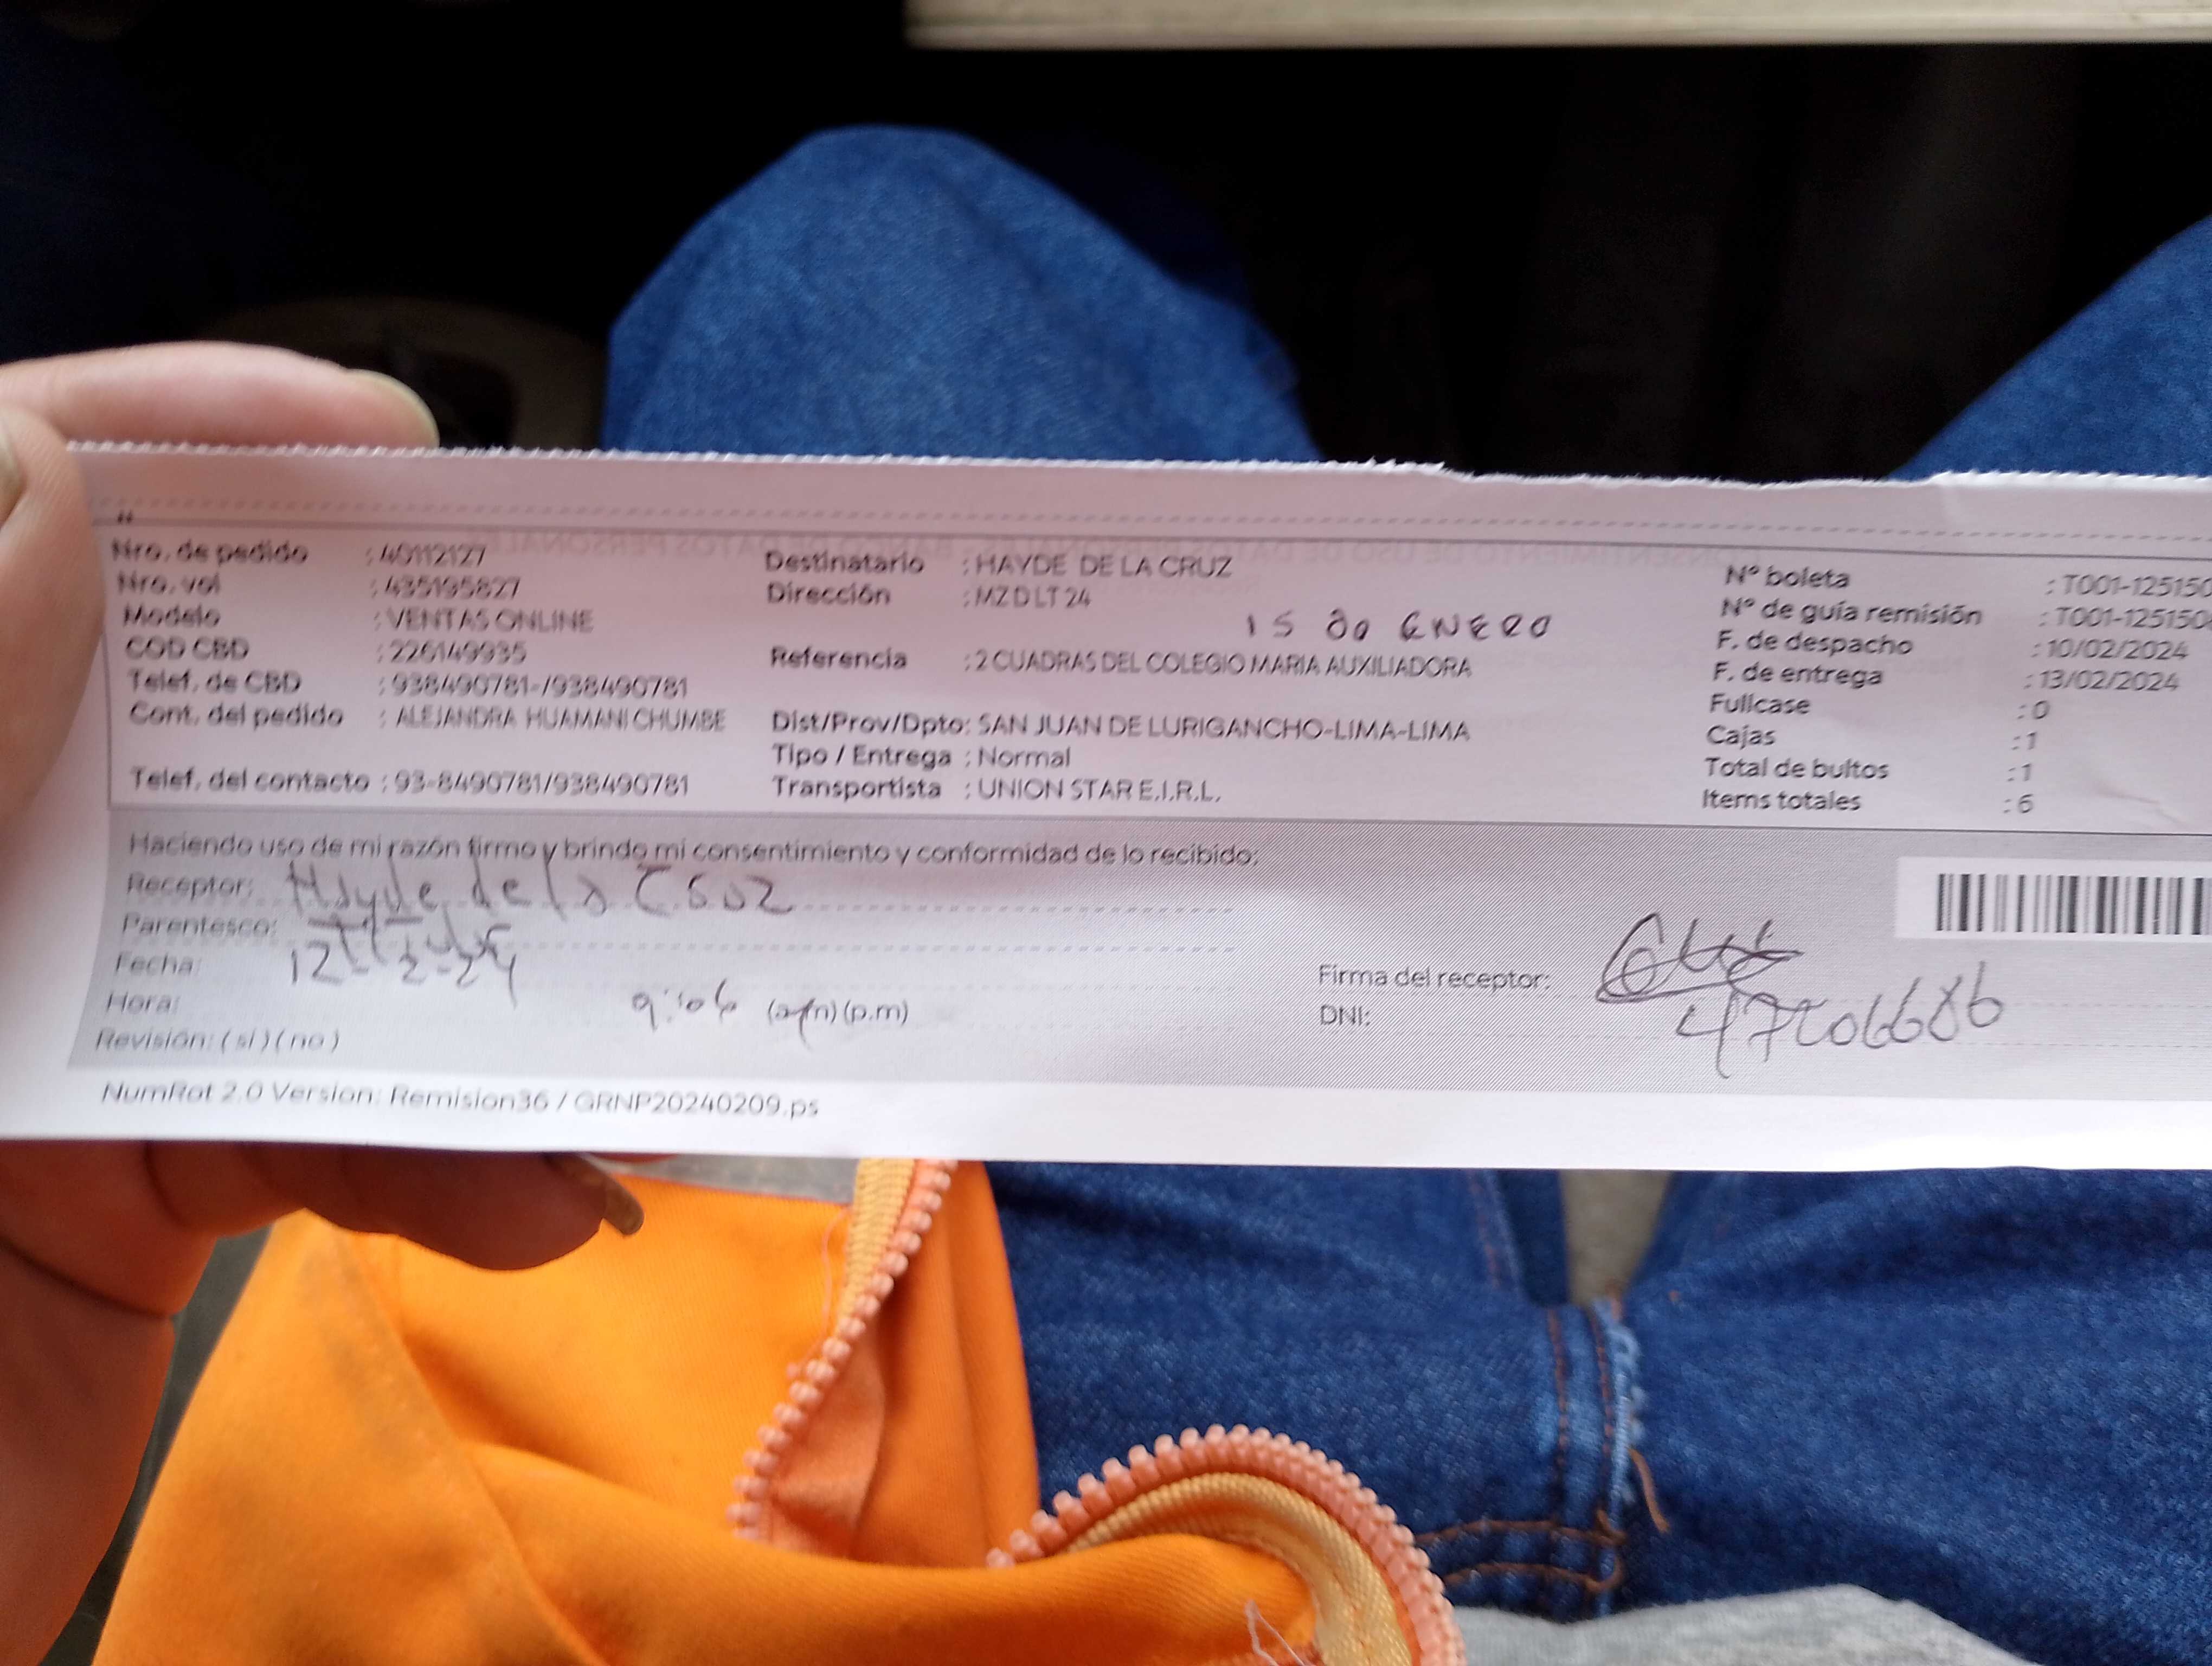 Nro. de pedido : 40112127
Nro. vol : 435195827
Modelo : VENTAS ONLINE
COD CBD : 226149935
Telef. de CBD : 938490781-/938490781
Cont. del pedido : ALEJANDRA HUAMANI CHUMBE
Telef. del contacto : 93-8490781/938490781
Destinatario : HAYDE DE LA CRUZ
Dirección : MZ D LT 24
15 de ENERO
Referencia : 2 CUADRAS DEL COLEGIO MARIA AUXILIADORA
Dist/Prov/Dpto: SAN JUAN DE LURIGANCHO-LIMA-LIMA
Tipo / Entrega : Normal
Transportista : UNION STAR E.I.R.L.
N° boleta : T001-125150
N° de guía remisión : T001-125150
F. de despacho : 10/02/2024
F. de entrega : 13/02/2024
Fullcase : 0
Cajas : 1
Total de bultos : 1
Items totales : 6
Haciendo uso de mi razón firmo y brindo mi consentimiento y conformidad de lo recibido:
Receptor: Hayde de la Cruz
Parentesco:
Fecha: 12-2-24
Hora: (a.m) (p.m)
Revisión: ( si ) ( no )
Firma del receptor:
DNI:
NumRot 2.0 Version: Remision36 / GRNP20240209.ps